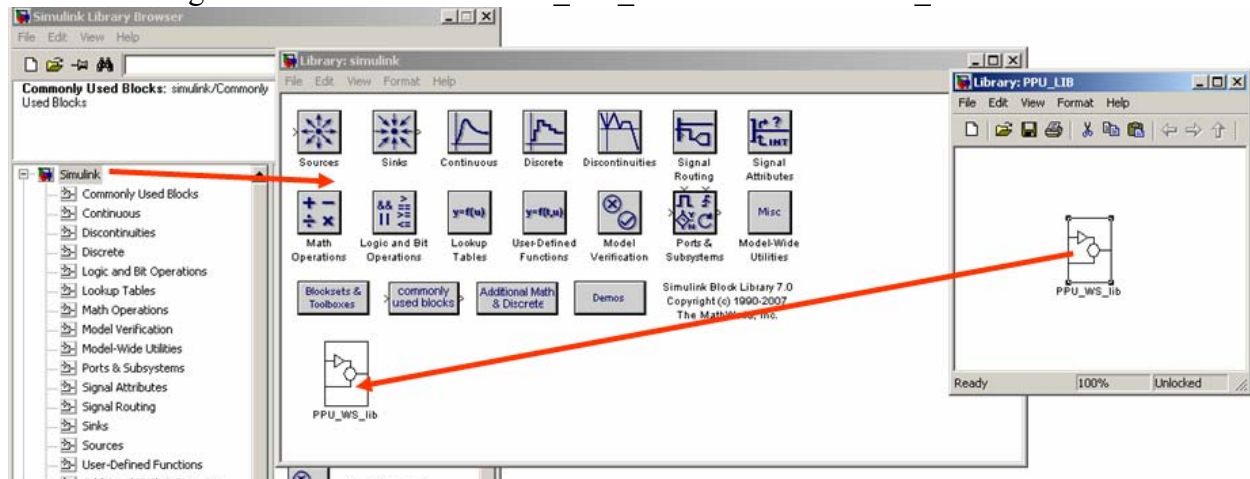 Simulink Library Browser
File Edit View Help
Commonly Used Blocks: simulink/Commonly
Used Blocks
Simulink
Commonly Used Blocks
Continuous
Discontinuities
Discrete
Logic and Bit Operations
Lookup Tables
Math Operations
Model Verification
Model-Wide Utilities
Ports & Subsystems
Signal Attributes
Signal Routing
Sinks
Sources
User-Defined Functions
Library: simulink
File Edit View Format Help
Sources
Sinks
Continuous
Discrete
Discontinuities
Signal
Routing
Signal
Attributes
Math
Operations
Logic and Bit
Operations
y=f(u)
Lookup
Tables
y=f(t,u)
User-Defined
Functions
Model
Verification
Ports &
Subsystems
Misc
Model-Wide
Utilities
Blocksets &
Toolboxes
commonly
used blocks
Additional Math
& Discrete
Demos
Simulink Block Library 7.0
Copyright (c) 1990-2007
The Inc.
PPU_WS_lib
Library: PPU_LIB
File Edit View Format Help
PPU_WS_lib
Ready 100% Unlocked